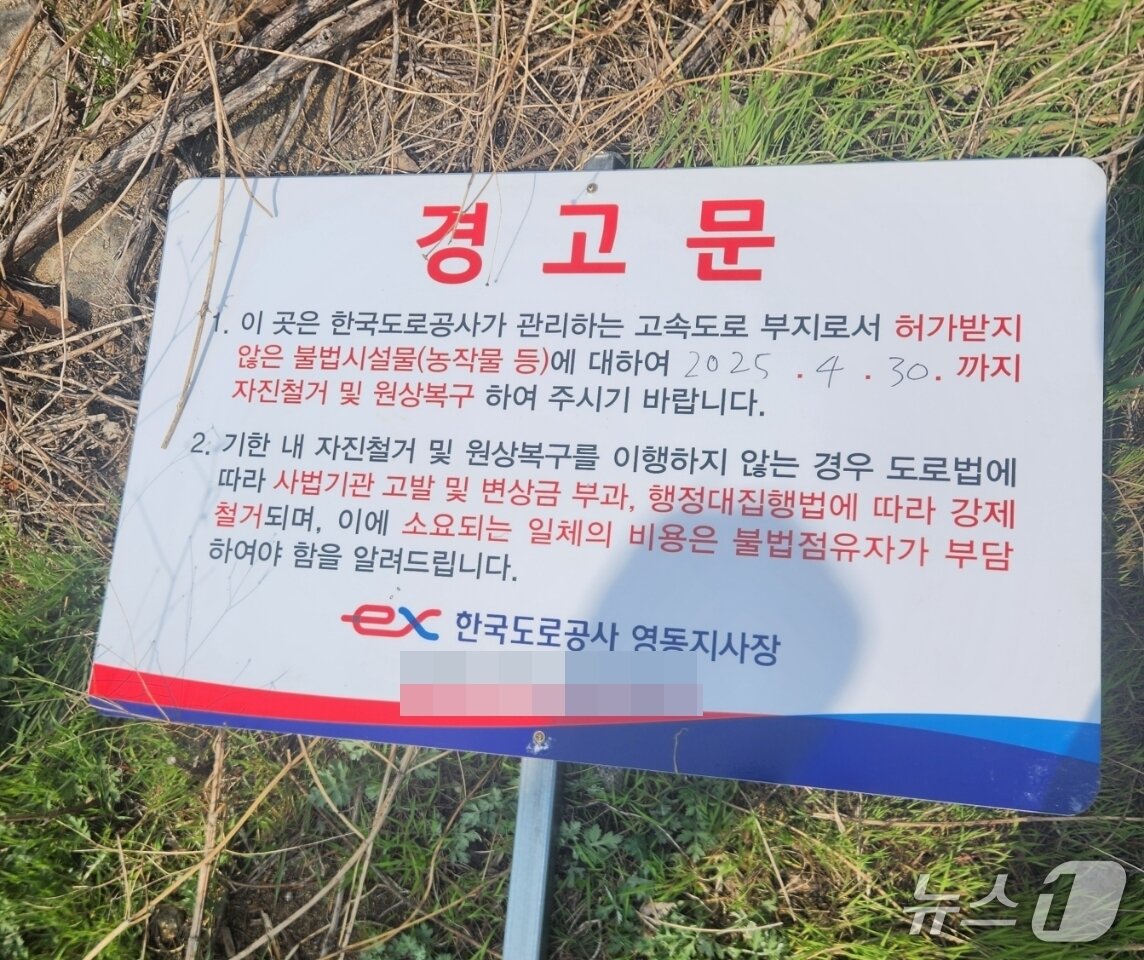 경고문
1. 이 곳은 한국도로공사가 관리하는 고속도로 부지로서 허가받지
않은 불법시설물(농작물 등)에 대하여 2025 . 4 . 30 . 까지
자진철거 및 원상복구 하여 주시기 바랍니다.
2. 기한 내 자진철거 및 원상복구를 이행하지 않는 경우 도로법에
따라 사법기관 고발 및 변상금 부과, 행정대집행법에 따라 강제
철거되며, 이에 소요되는 일체의 비용은 불법점유자가 부담
하여야 함을 알려드립니다.
ex 한국도로공사 영동지사장
뉴스1